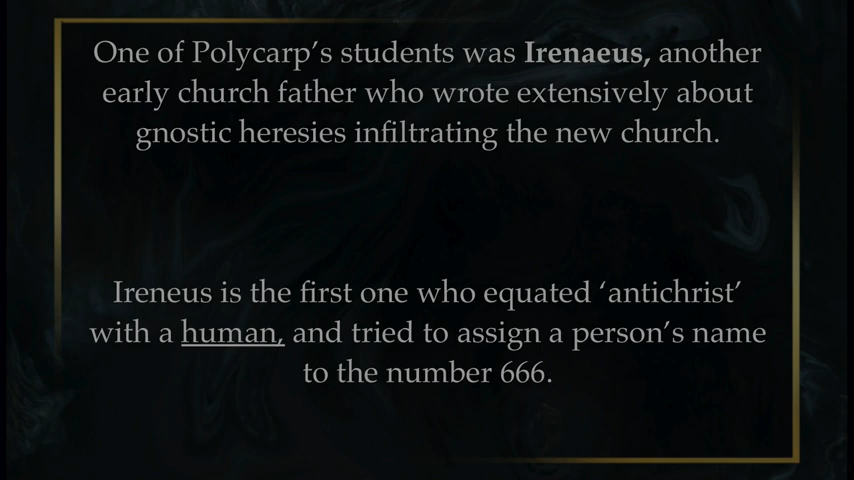 One of Polycarp’s students was Irenaeus, another
early church father who wrote extensively about
gnostic heresies infiltrating the new church.
Ireneus is the first one who equated ‘antichrist’
with a human, and tried to assign a person’s name
to the number 666.